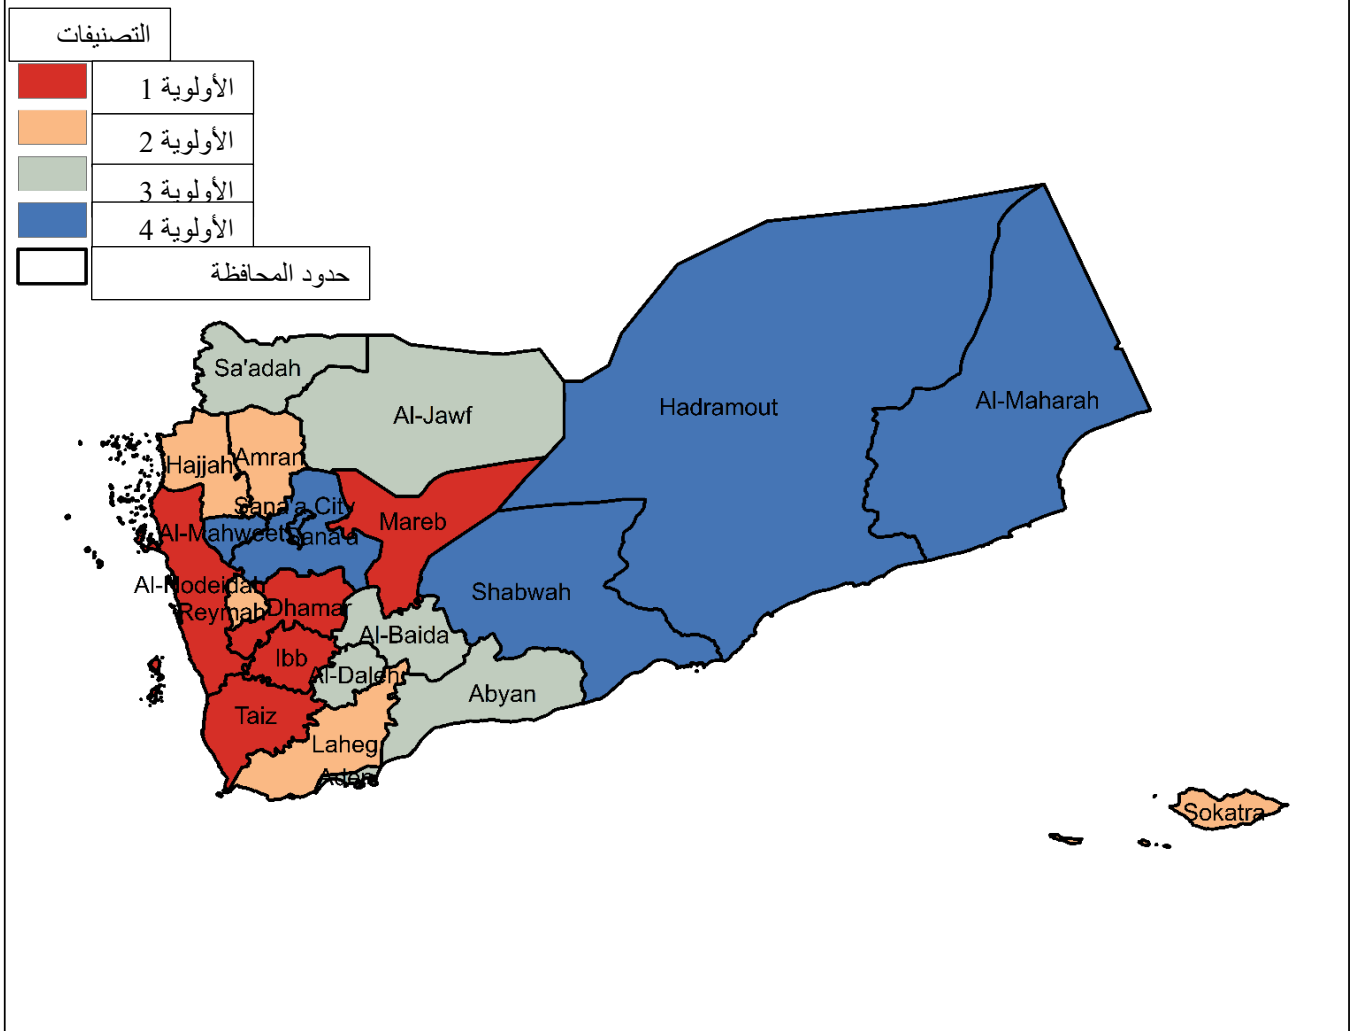 التصنيفات
الأولوية 1
الأولوية 2
الأولوية 3
الأولوية 4
حدود المحافظة
Sa'adah
Al-Jawf
Hadramout
Al-Maharah
Hajjah
Amran
Sana'a City
Mareb
Al-Mahweet
Sana'a
Al-Hodeidah
Shabwah
Reymah
Dhamar
Al-Baida
Ibb
Al-Daleh
Abyan
Taiz
Laheg
Aden
Sokatra